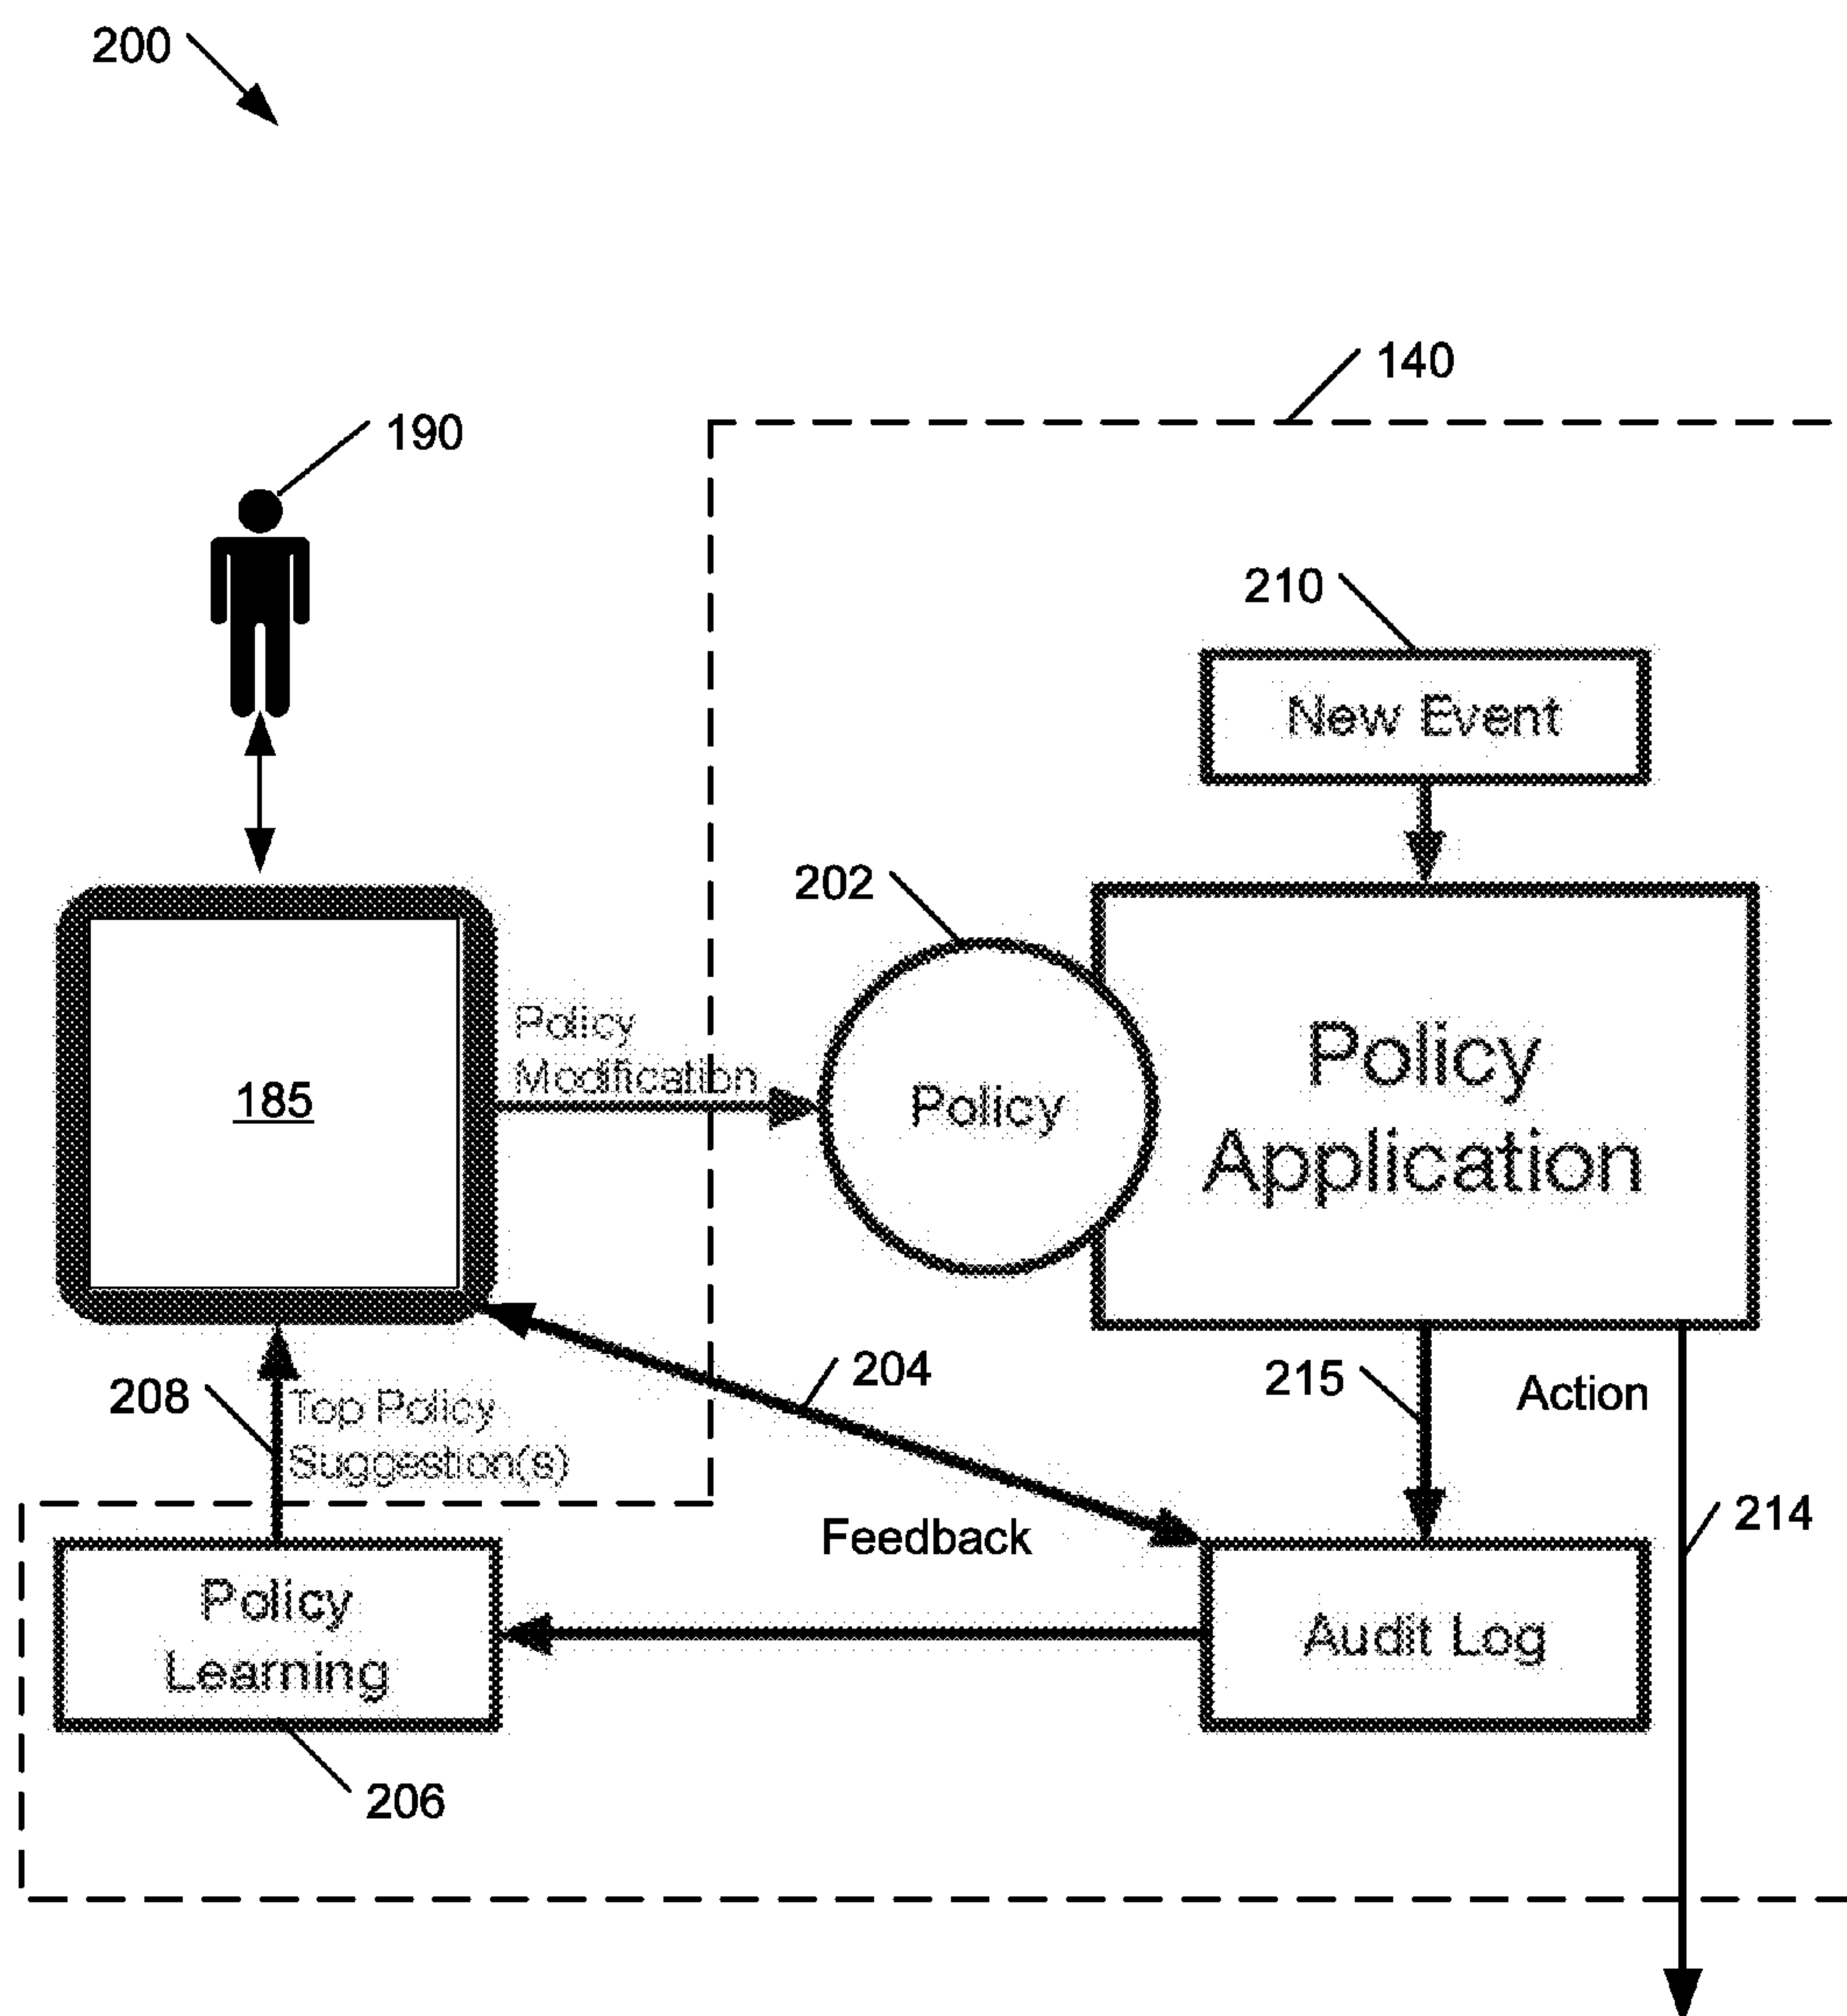 200
140
190
210
New Event
202
Policy
Modification
185
Policy
Policy
Application
204
215
Action
208
Top Policy
Suggestion(s)
214
Feedback
Policy
Learning
Audit Log
206